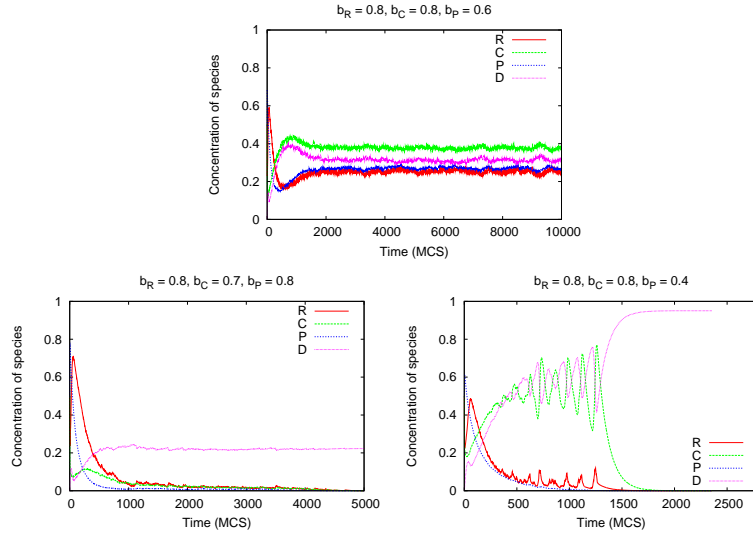 b_R = 0.8, b_C = 0.8, b_P = 0.6
R
C
P
D
1
0.8
0.6
0.4
0.2
0
Concentration of species
0 2000 4000 6000 8000 10000
Time (MCS)
b_R = 0.8, b_C = 0.7, b_P = 0.8
R
C
P
D
1
0.8
0.6
0.4
0.2
0
Concentration of species
0 1000 2000 3000 4000 5000
Time (MCS)
b_R = 0.8, b_C = 0.8, b_P = 0.4
1
0.8
0.6
0.4
0.2
0
Concentration of species
R
C
P
D
0 500 1000 1500 2000 2500
Time (MCS)